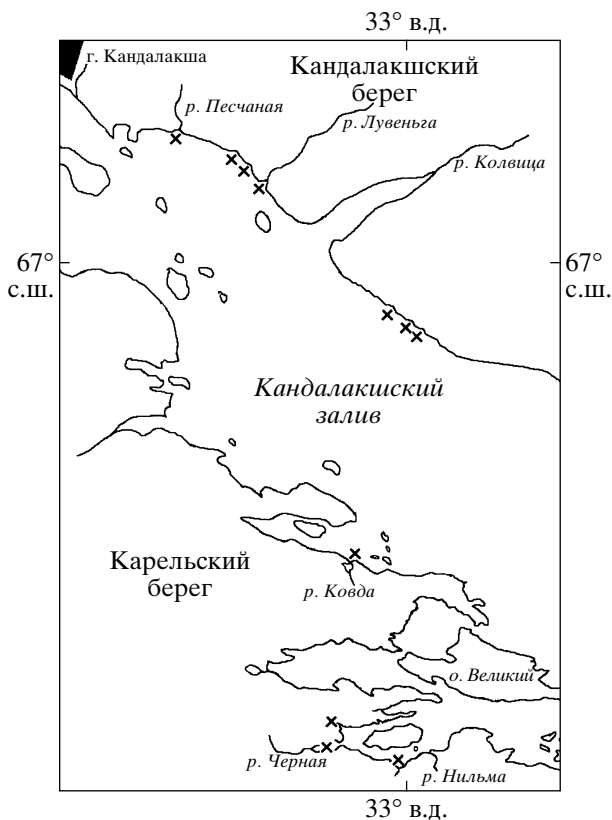 33° в.д.
г. Кандалакша
Кандалакшский
берег
р. Песчаная
р. Лувеньга
р. Колвица
67°
с.ш.
67°
с.ш.
Кандалакшский
залив
Карельский
берег
р. Ковда
о. Великий
р. Черная
р. Нильма
33° в.д.